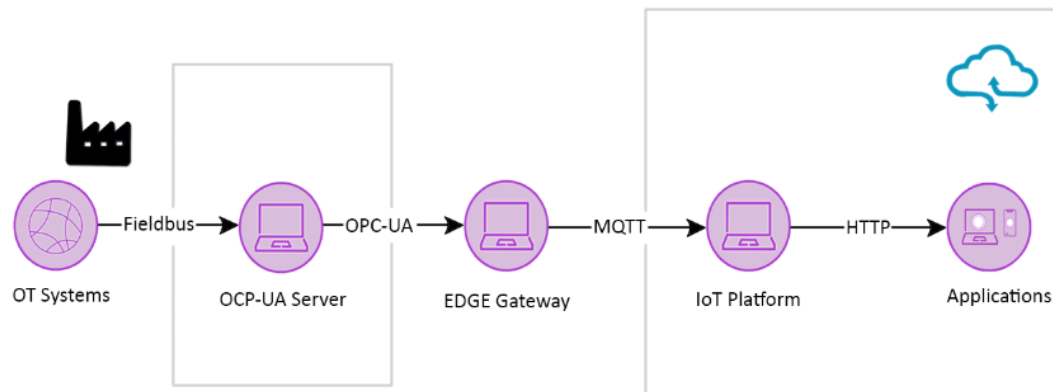 Fieldbus
OPC-UA
MQTT
HTTP
OT Systems
OCP-UA Server
EDGE Gateway
IoT Platform
Applications